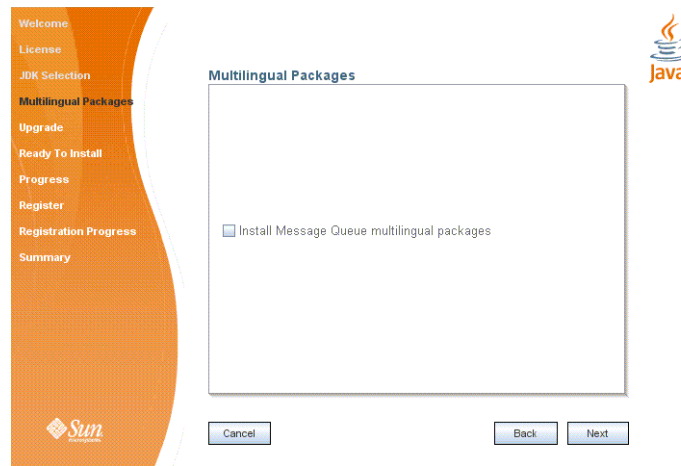 Welcome
License
JDK Selection
Multilingual Packages
Upgrade
Ready To Install
Progress
Register
Registration Progress
Summary
Sun
microsystems
Java
Multilingual Packages
Install Message Queue multilingual packages
Cancel
Back
Next